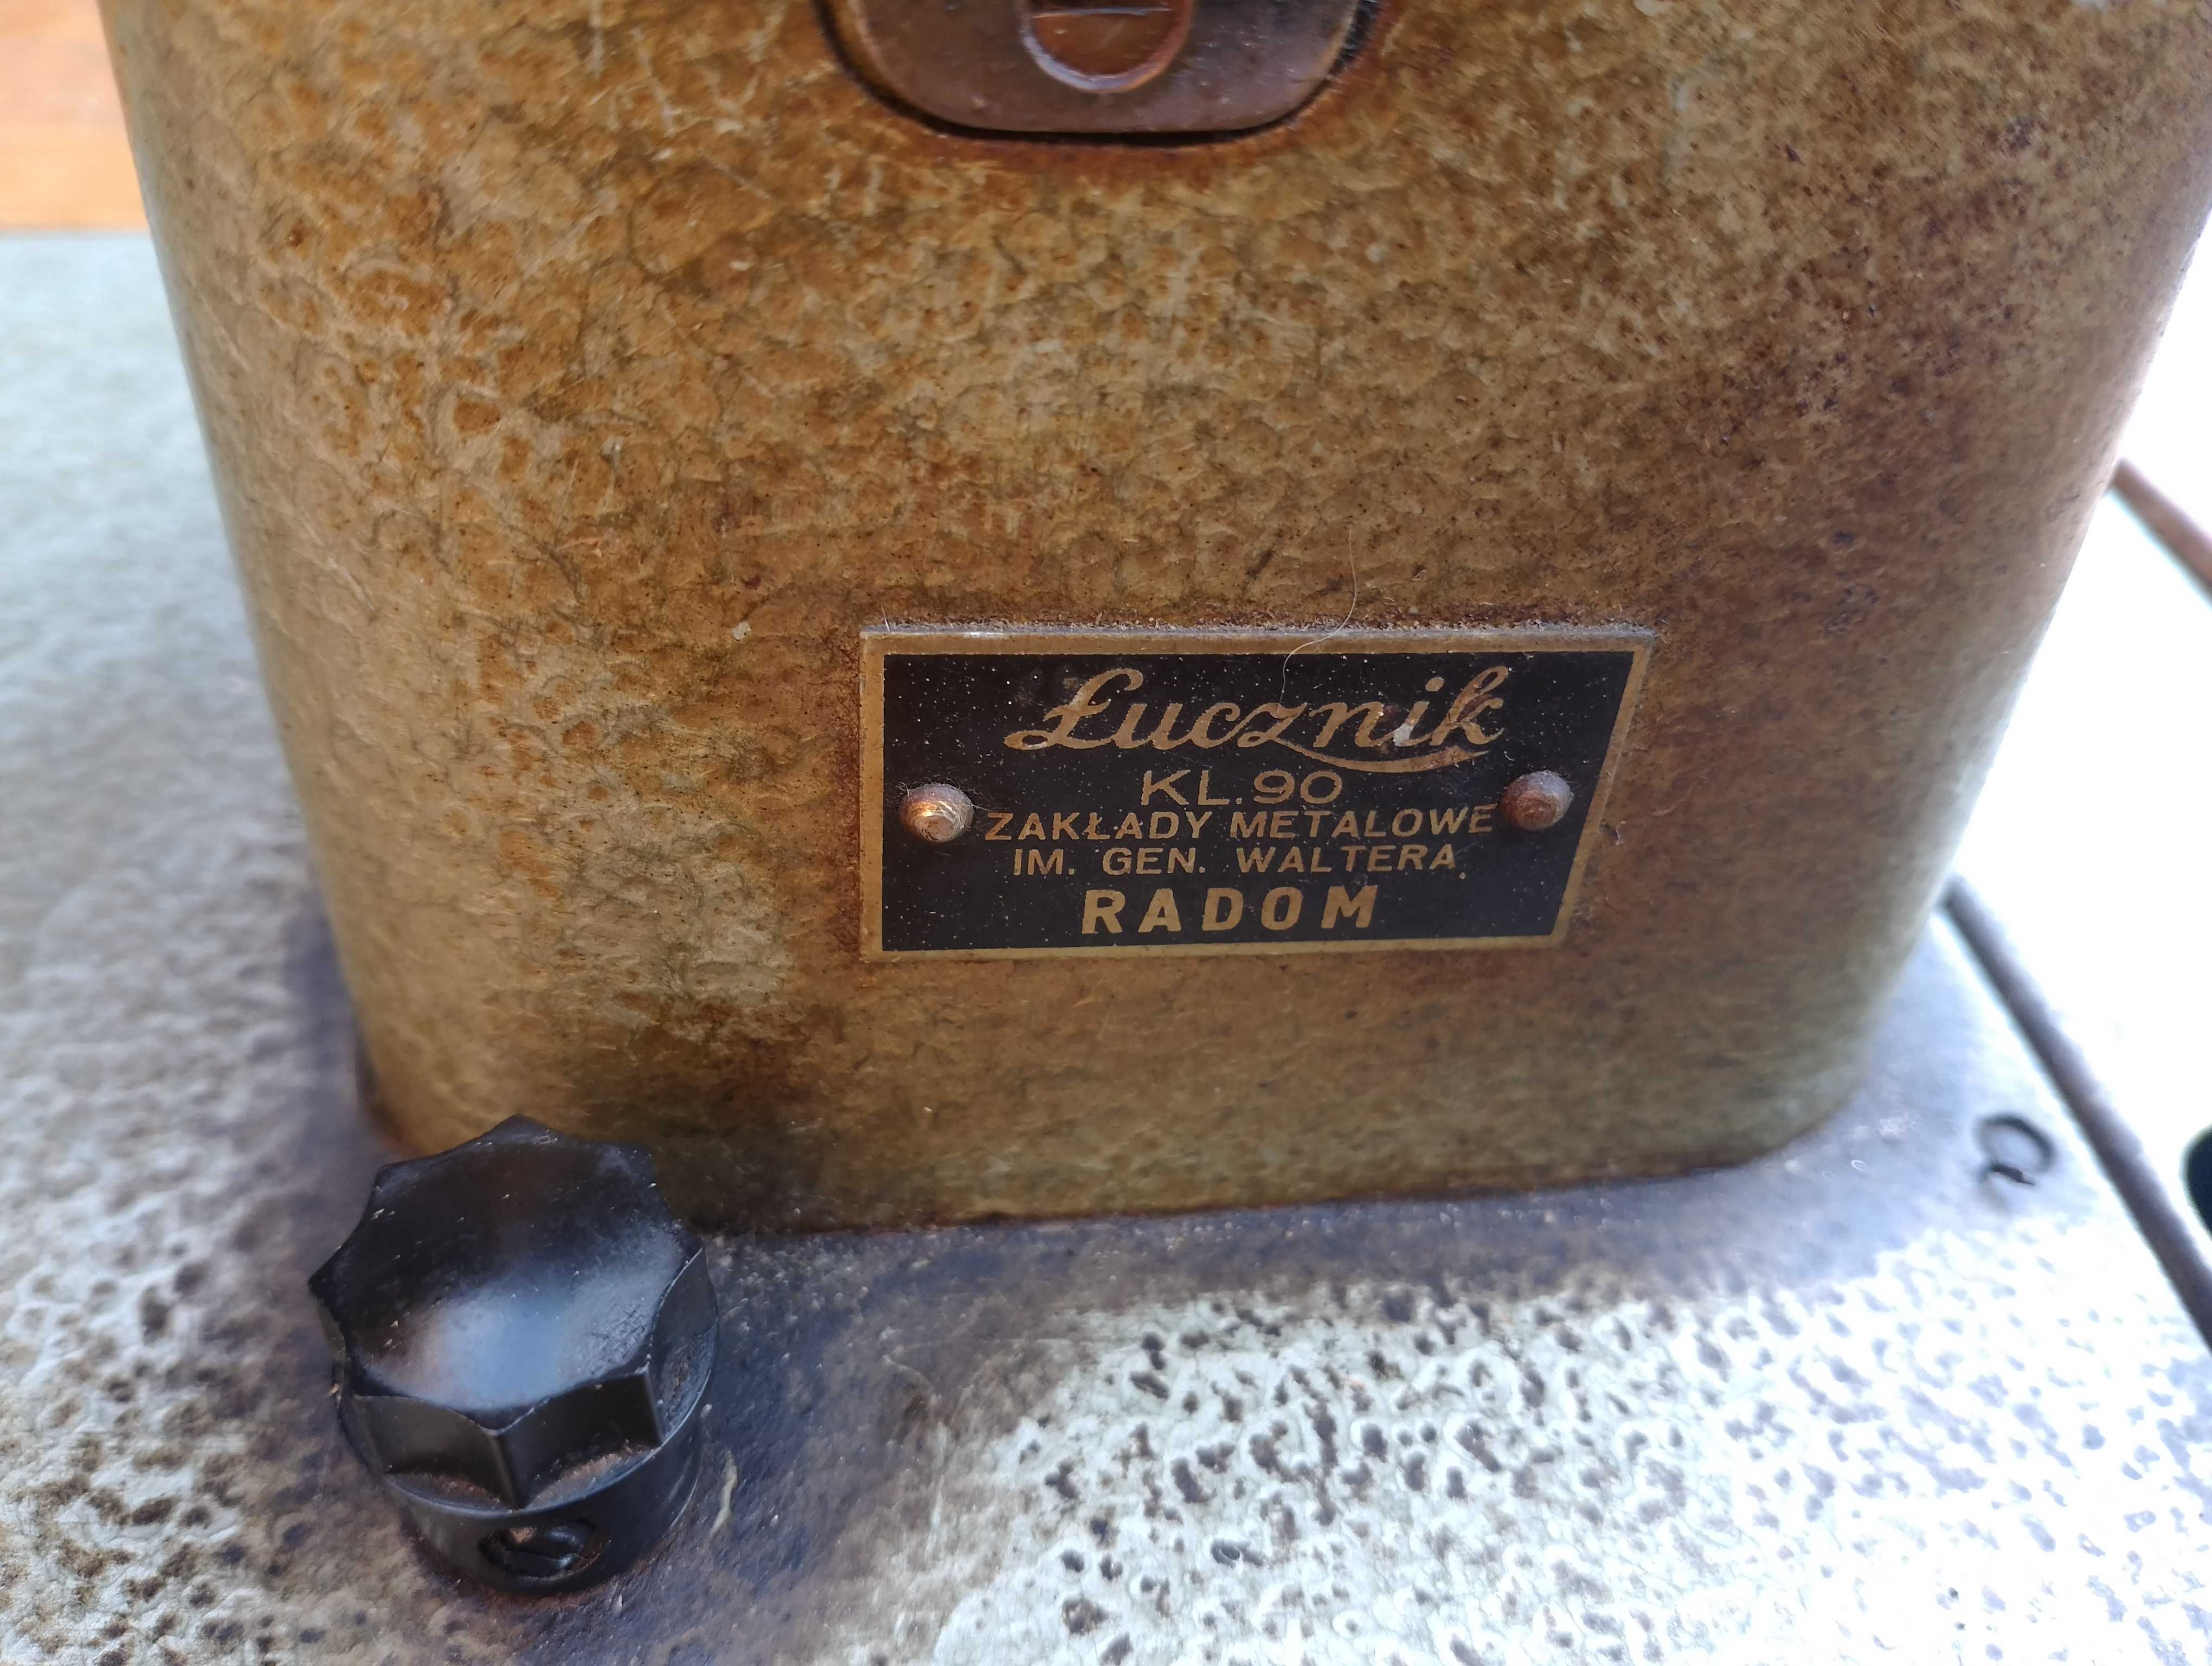 Łucznik
KL.90
ZAKŁADY METALOWE
IM. GEN. WALTERA
RADOM